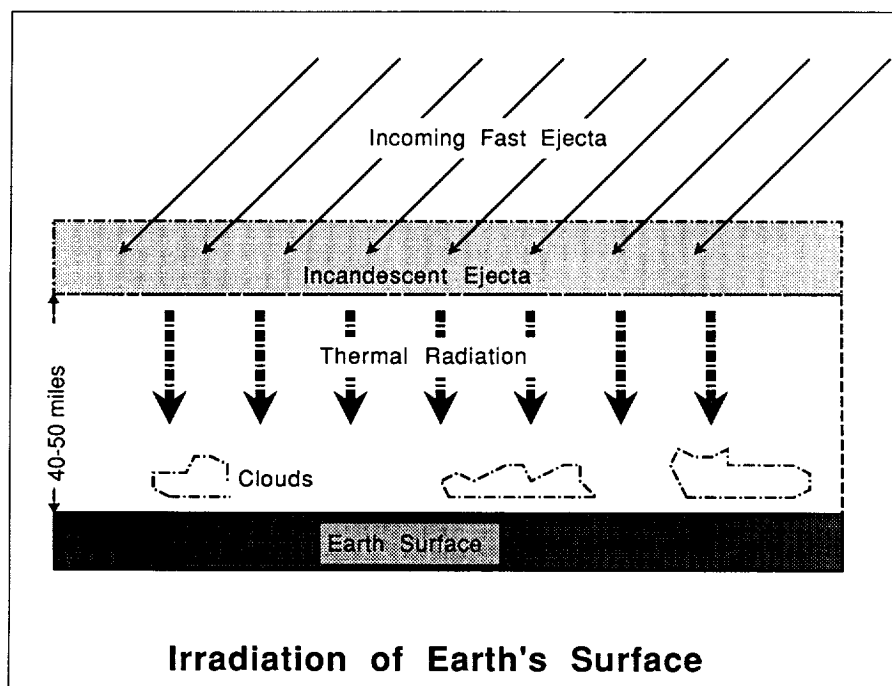 Incoming Fast Ejecta
Incandescent Ejecta
Thermal Radiation
40-50 miles
Clouds
Earth Surface
Irradiation of Earth's Surface